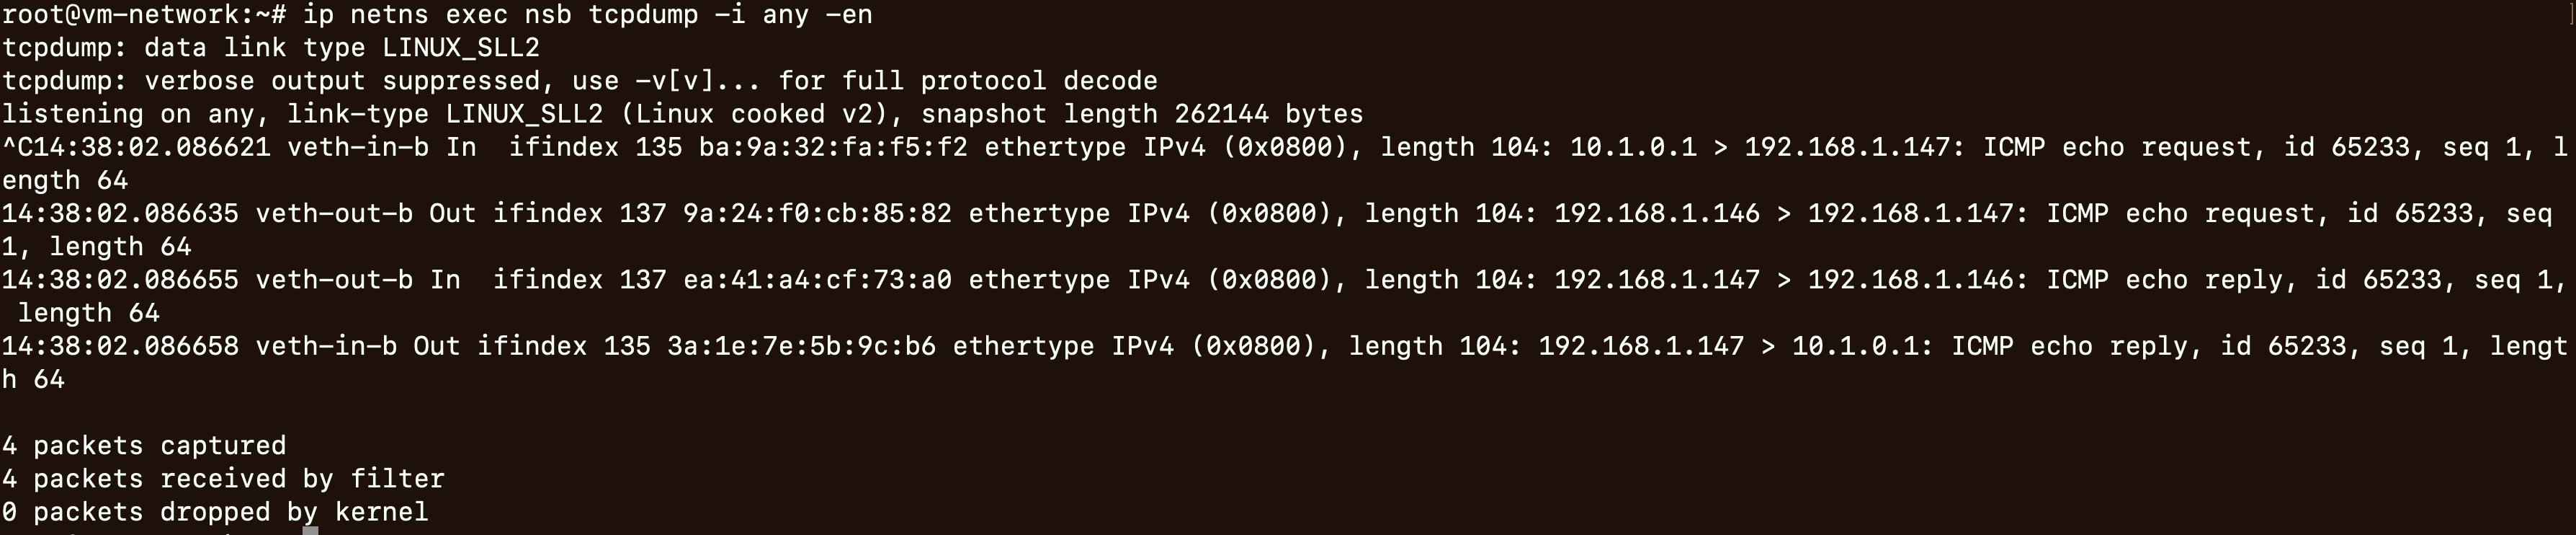 root@vm-network:~# ip netns exec nsb tcpdump -i any -en
tcpdump: data link type LINUX_SLL2
tcpdump: verbose output suppressed, use -v[v]... for full protocol decode
listening on any, link-type LINUX_SLL2 (Linux cooked v2), snapshot length 262144 bytes
^C14:38:02.086621 veth-in-b In  ifindex 135 ba:9a:32:fa:f5:f2 ethertype IPv4 (0x0800), length 104: 10.1.0.1 > 192.168.1.147: ICMP echo request, id 65233, seq 1, l
ength 64
14:38:02.086635 veth-out-b Out ifindex 137 9a:24:f0:cb:85:82 ethertype IPv4 (0x0800), length 104: 192.168.1.146 > 192.168.1.147: ICMP echo request, id 65233, seq
1, length 64
14:38:02.086655 veth-out-b In  ifindex 137 ea:41:a4:cf:73:a0 ethertype IPv4 (0x0800), length 104: 192.168.1.147 > 192.168.1.146: ICMP echo reply, id 65233, seq 1,
 length 64
14:38:02.086658 veth-in-b Out ifindex 135 3a:1e:7e:5b:9c:b6 ethertype IPv4 (0x0800), length 104: 192.168.1.147 > 10.1.0.1: ICMP echo reply, id 65233, seq 1, lengt
h 64
4 packets captured
4 packets received by filter
0 packets dropped by kernel